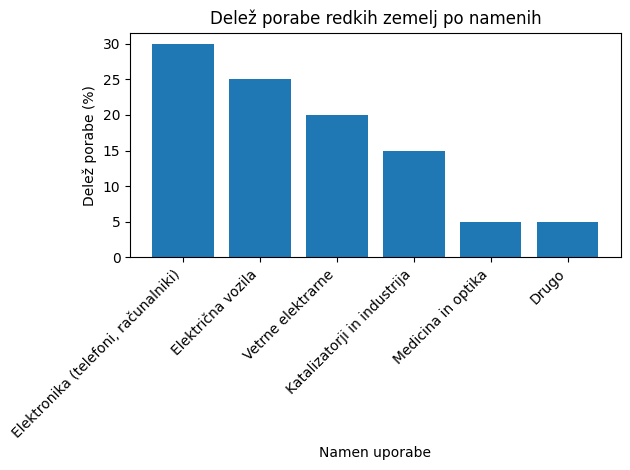 Delež porabe redkih zemelj po namenih
Delež porabe (%)
30
25
20
15
10
5
0
Elektronika (telefoni, računalniki)
Električna vozila
Vetrne elektrarne
Katalizatorji in industrija
Medicina in optika
Drugo
Namen uporabe